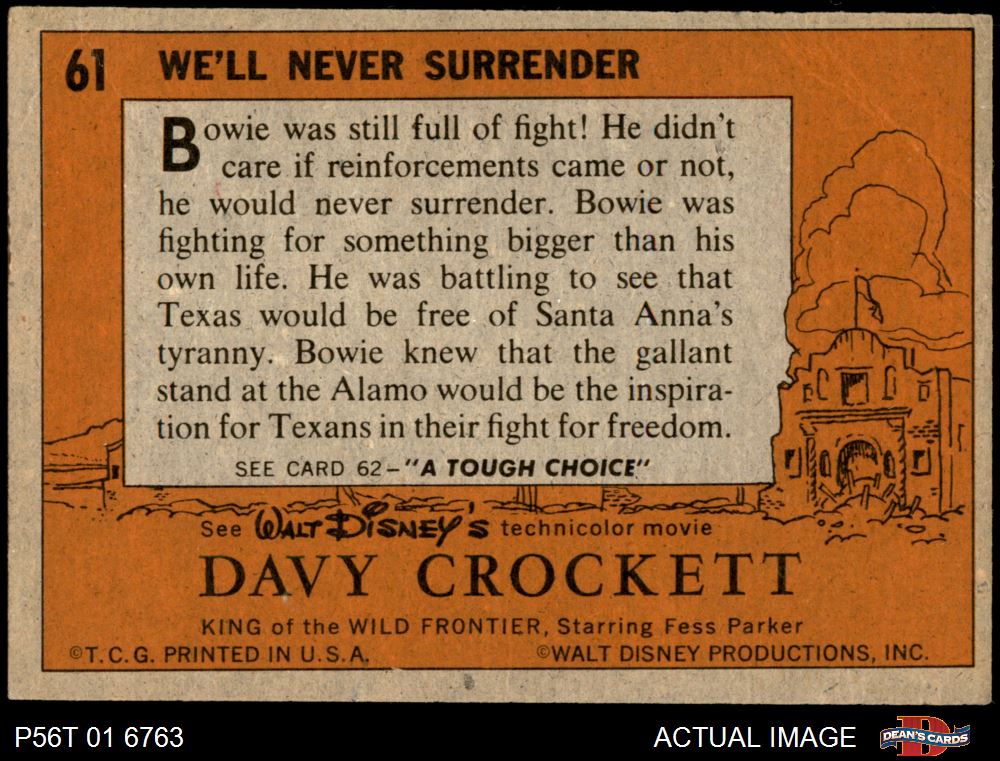 61 WE'LL NEVER SURRENDER
Bowie was still full of fight! He didn't
care if reinforcements came or not,
he would never surrender. Bowie was
fighting for something bigger than his
own life. He was battling to see that
Texas would be free of Santa Anna's
tyranny. Bowie knew that the gallant
stand at the Alamo would be the inspira-
tion for Texans in their fight for freedom.
SEE CARD 62-"A TOUGH CHOICE"
See WALT DISNEY'S technicolor movie
DAVY CROCKETT
KING of the WILD FRONTIER, Starring Fess Parker
©T.C.G. PRINTED IN U.S.A. ©WALT DISNEY PRODUCTIONS, INC.
P56T 01 6763 ACTUAL IMAGE DEAN'S CARDS